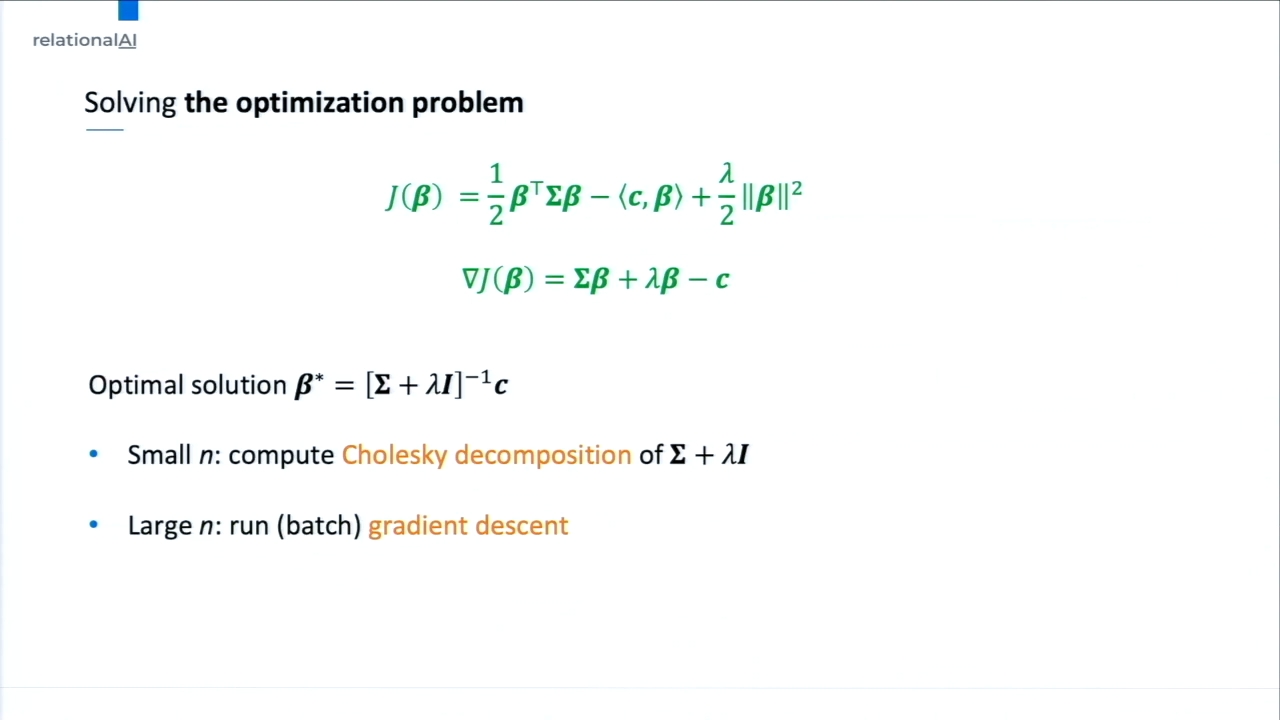 relationalAI
Solving the optimization problem
J(β) = 1/2 β⊤Σβ − ⟨c, β⟩ + λ/2 ‖β‖²
∇J(β) = Σβ + λβ − c
Optimal solution β* = [Σ + λI]⁻¹c
• Small n: compute Cholesky decomposition of Σ + λI
• Large n: run (batch) gradient descent